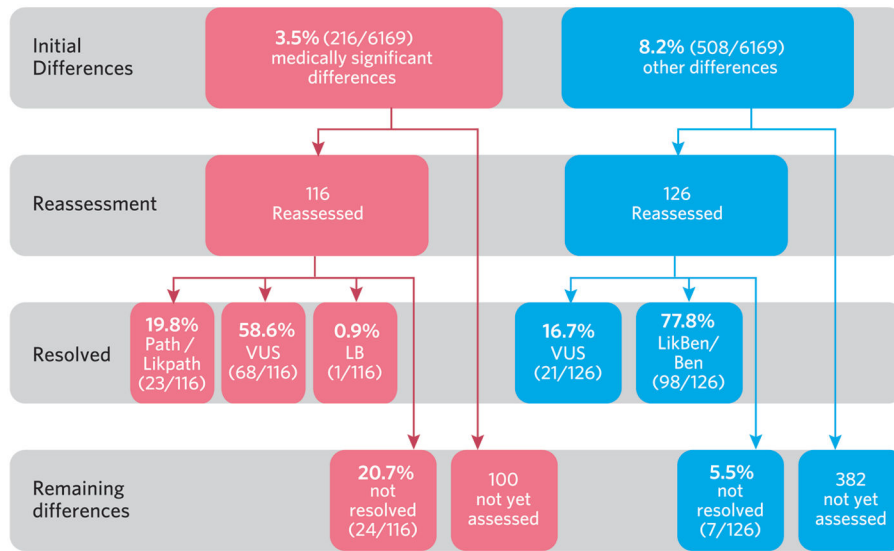 Initial
Differences
3.5% (216/6169)
medically significant
differences
8.2% (508/6169)
other differences
Reassessment
116
Reassessed
126
Reassessed
Resolved
19.8%
Path /
Likpath
(23/116)
58.6%
VUS
(68/116)
0.9%
LB
(1/116)
16.7%
VUS
(21/126)
77.8%
LikBen/
Ben
(98/126)
Remaining
differences
20.7%
not
resolved
(24/116)
100
not yet
assessed
5.5%
not
resolved
(7/126)
382
not yet
assessed